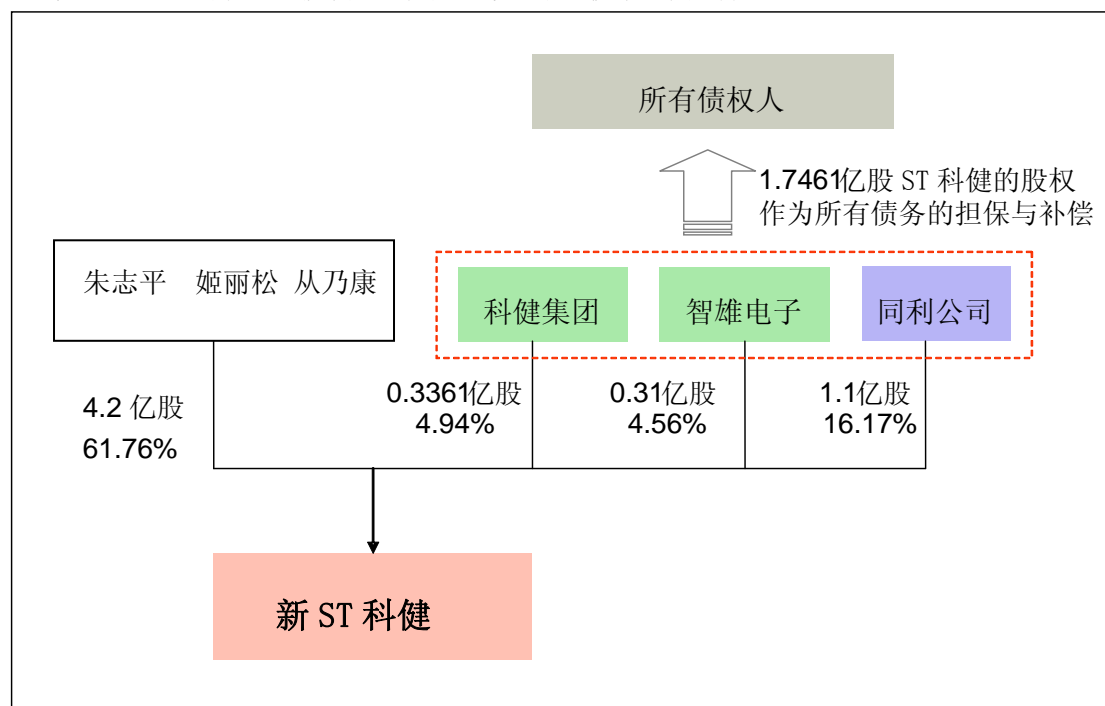 所有债权人
1.7461亿股 ST 科健的股权
作为所有债务的担保与补偿
朱志平 姬丽松 从乃康
科健集团
智雄电子
同利公司
4.2 亿股
61.76%
0.3361亿股
4.94%
0.31亿股
4.56%
1.1亿股
16.17%
新 ST 科健